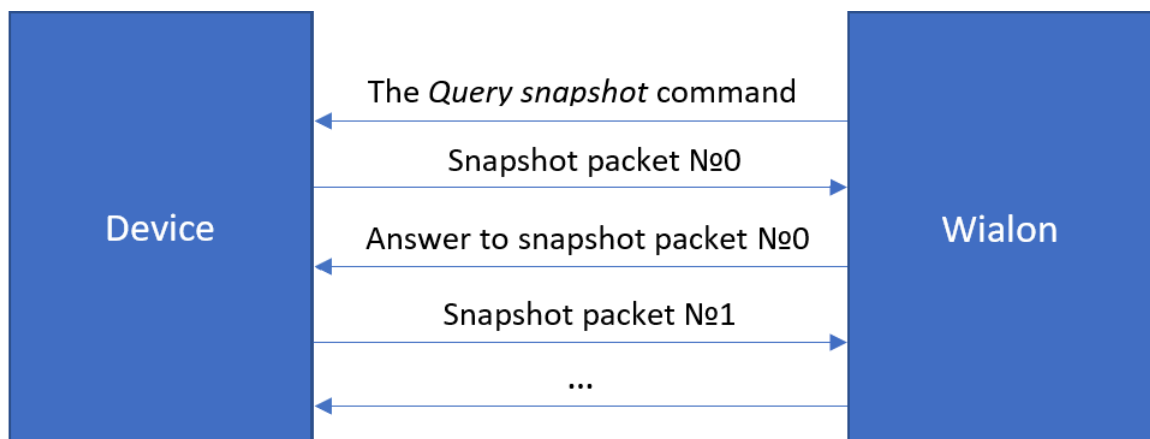 The Query snapshot command
Snapshot packet №0
Device
Answer to snapshot packet №0
Wialon
Snapshot packet №1
...